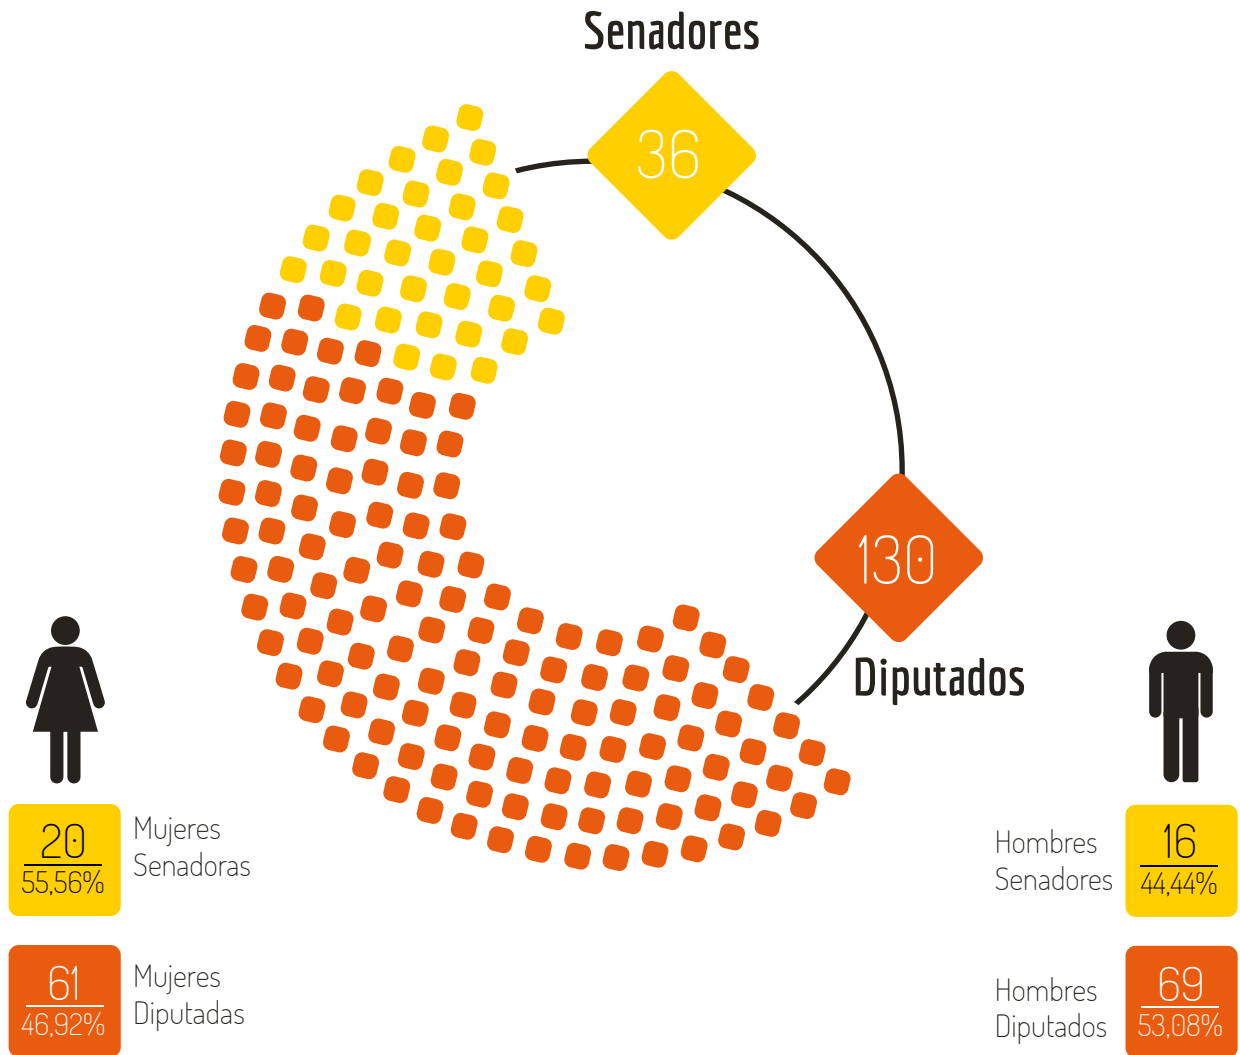 Senadores
36
130
Diputados
20
55,56%
Mujeres
Senadoras
61
46,92%
Mujeres
Diputadas
Hombres
Senadores
16
44,44%
Hombres
Diputados
69
53,08%